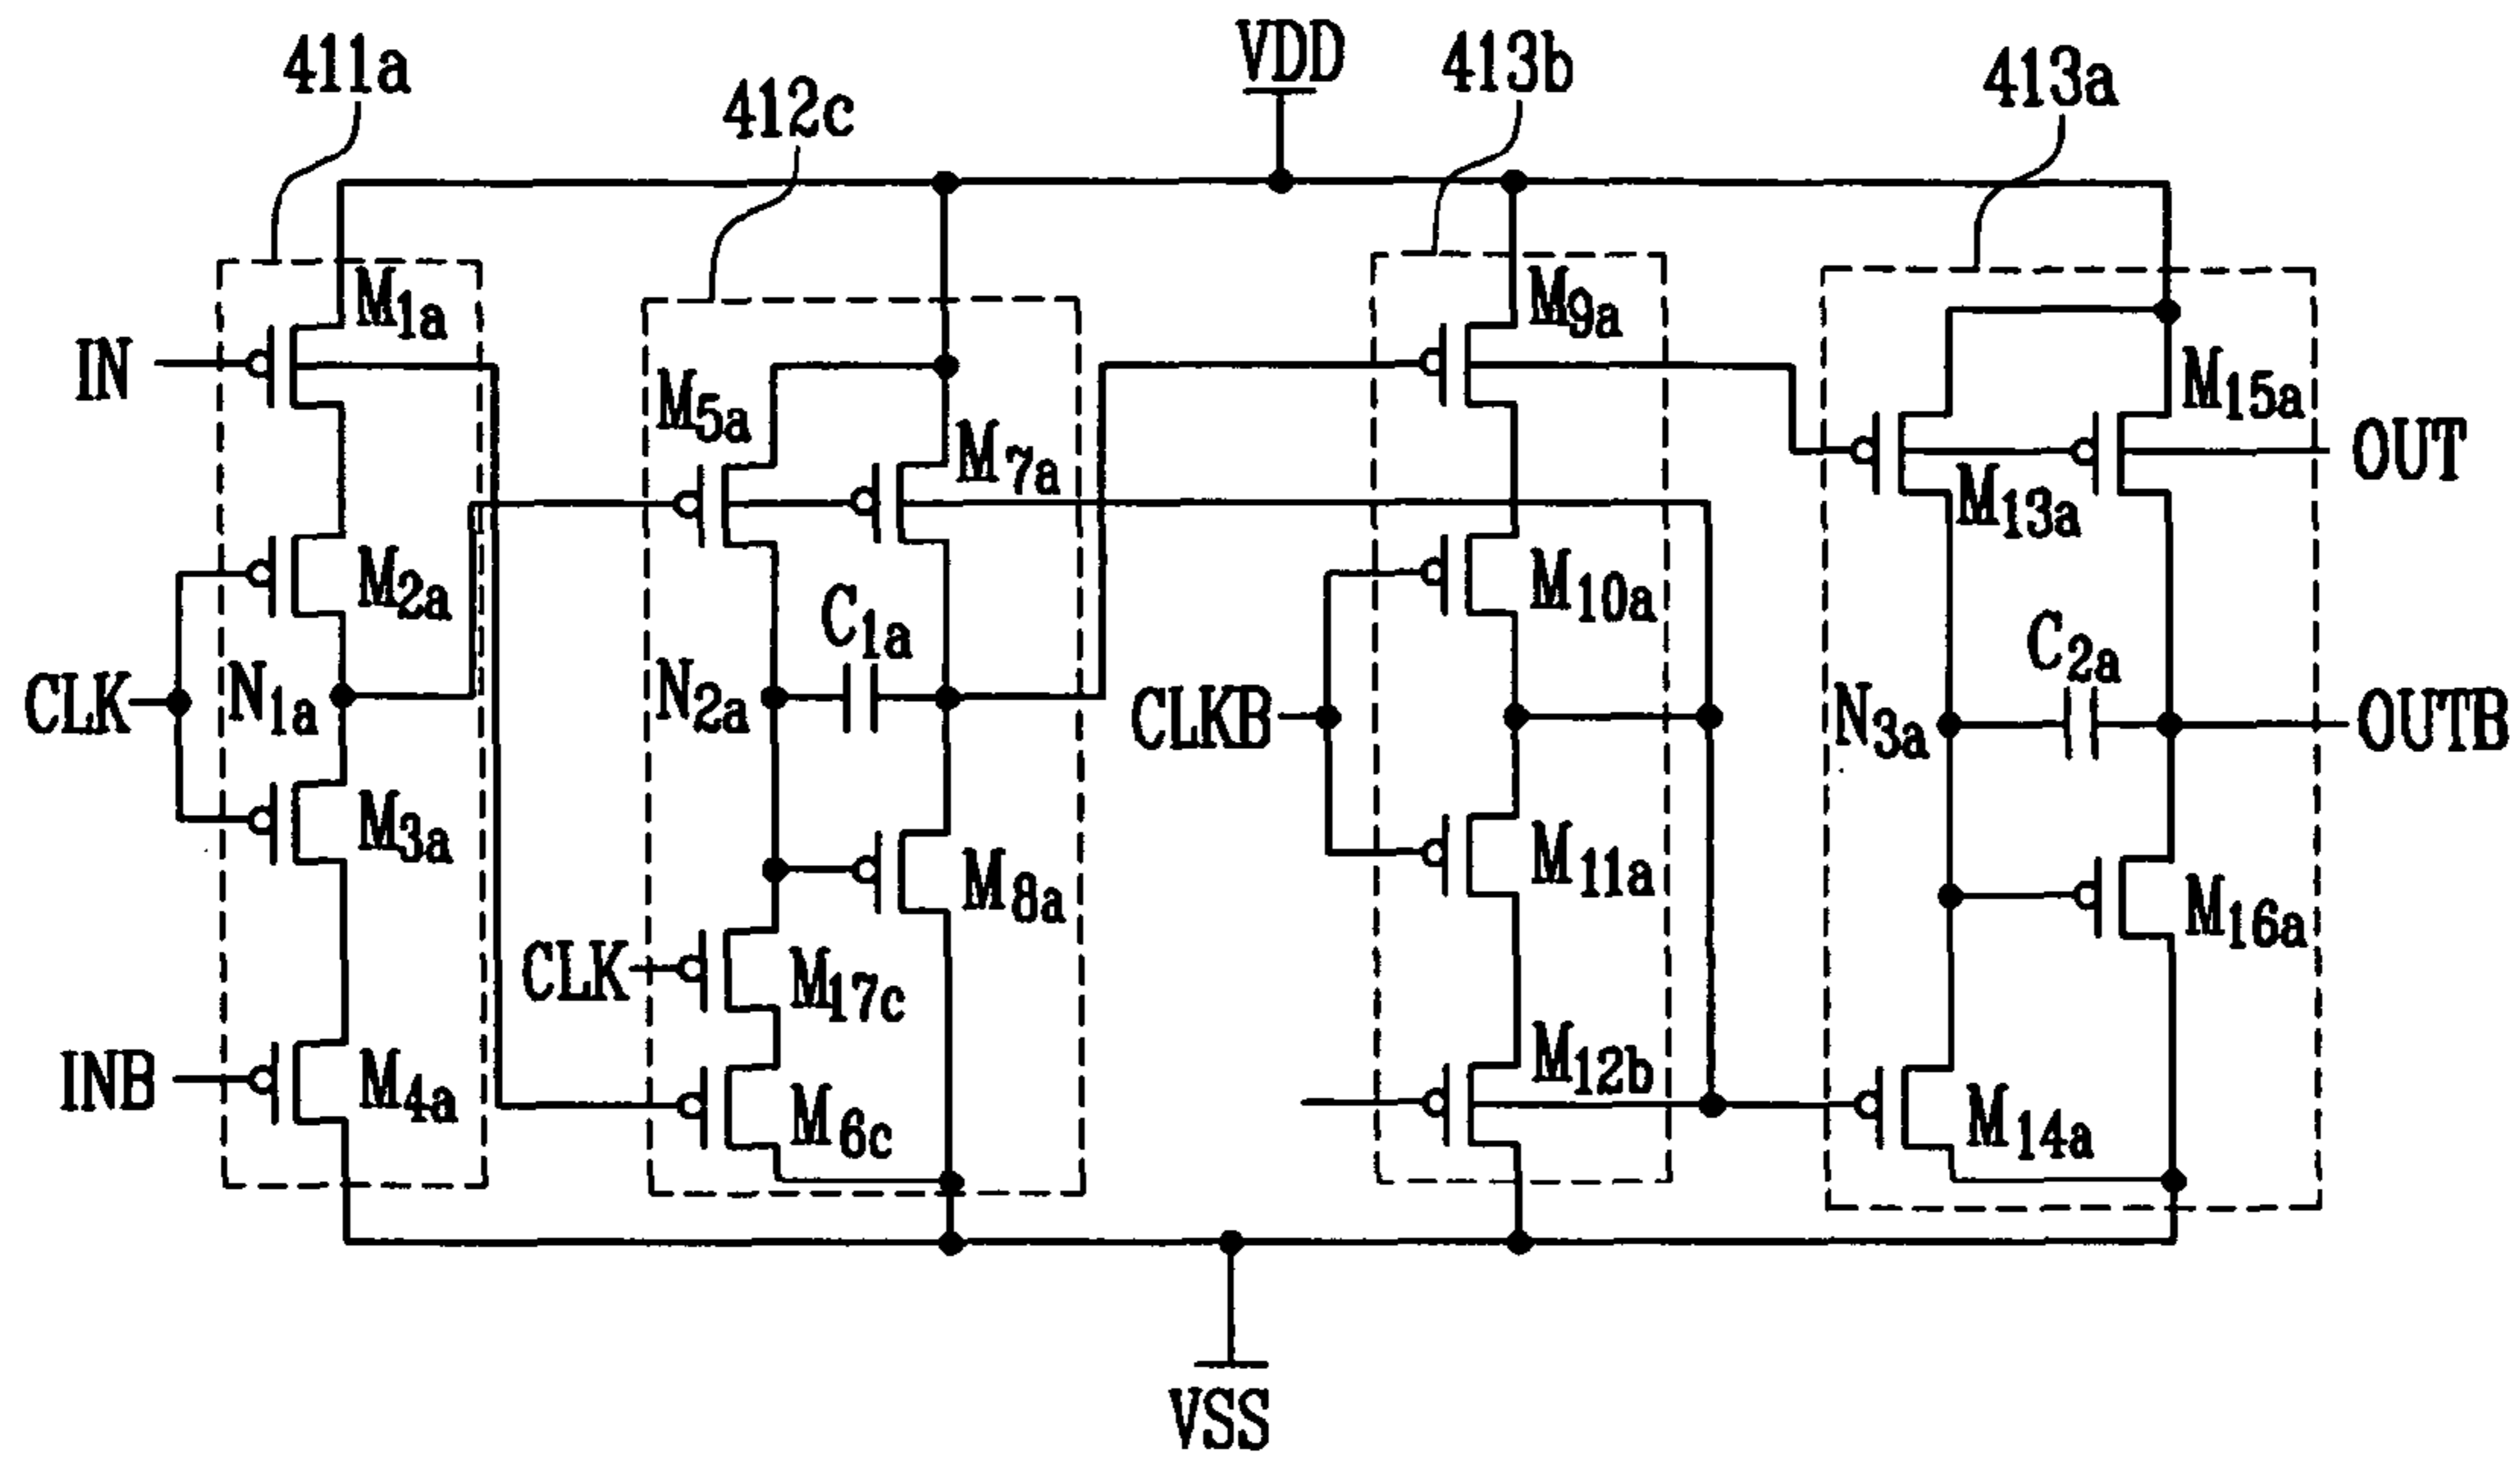 411a
412c
VDD
413b
413a
M1a
M9a
IN
M5a
M7a
M15a
OUT
M13a
M2a
C1a
M10a
C2a
CLK
N1a
N2a
CLKB
N3a
OUTB
M3a
M8a
M11a
M16a
CLK
M17c
INB
M4a
M6c
M12b
M14a
VSS